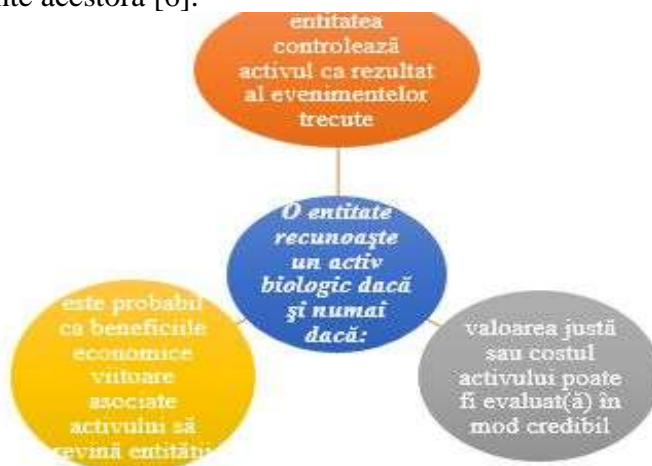 acestora [6].
entitatea
controlează
activul ca rezultat
al evenimentelor
trecute
O entitate
recunoaşte
un activ
biologic dacă
şi numai
dacă:
este probabil
ca beneficiile
economice
viitoare
asociate
activului să
revină entităţii
valoarea justă
sau costul
activului poate
fi evaluat(ă) în
mod credibil